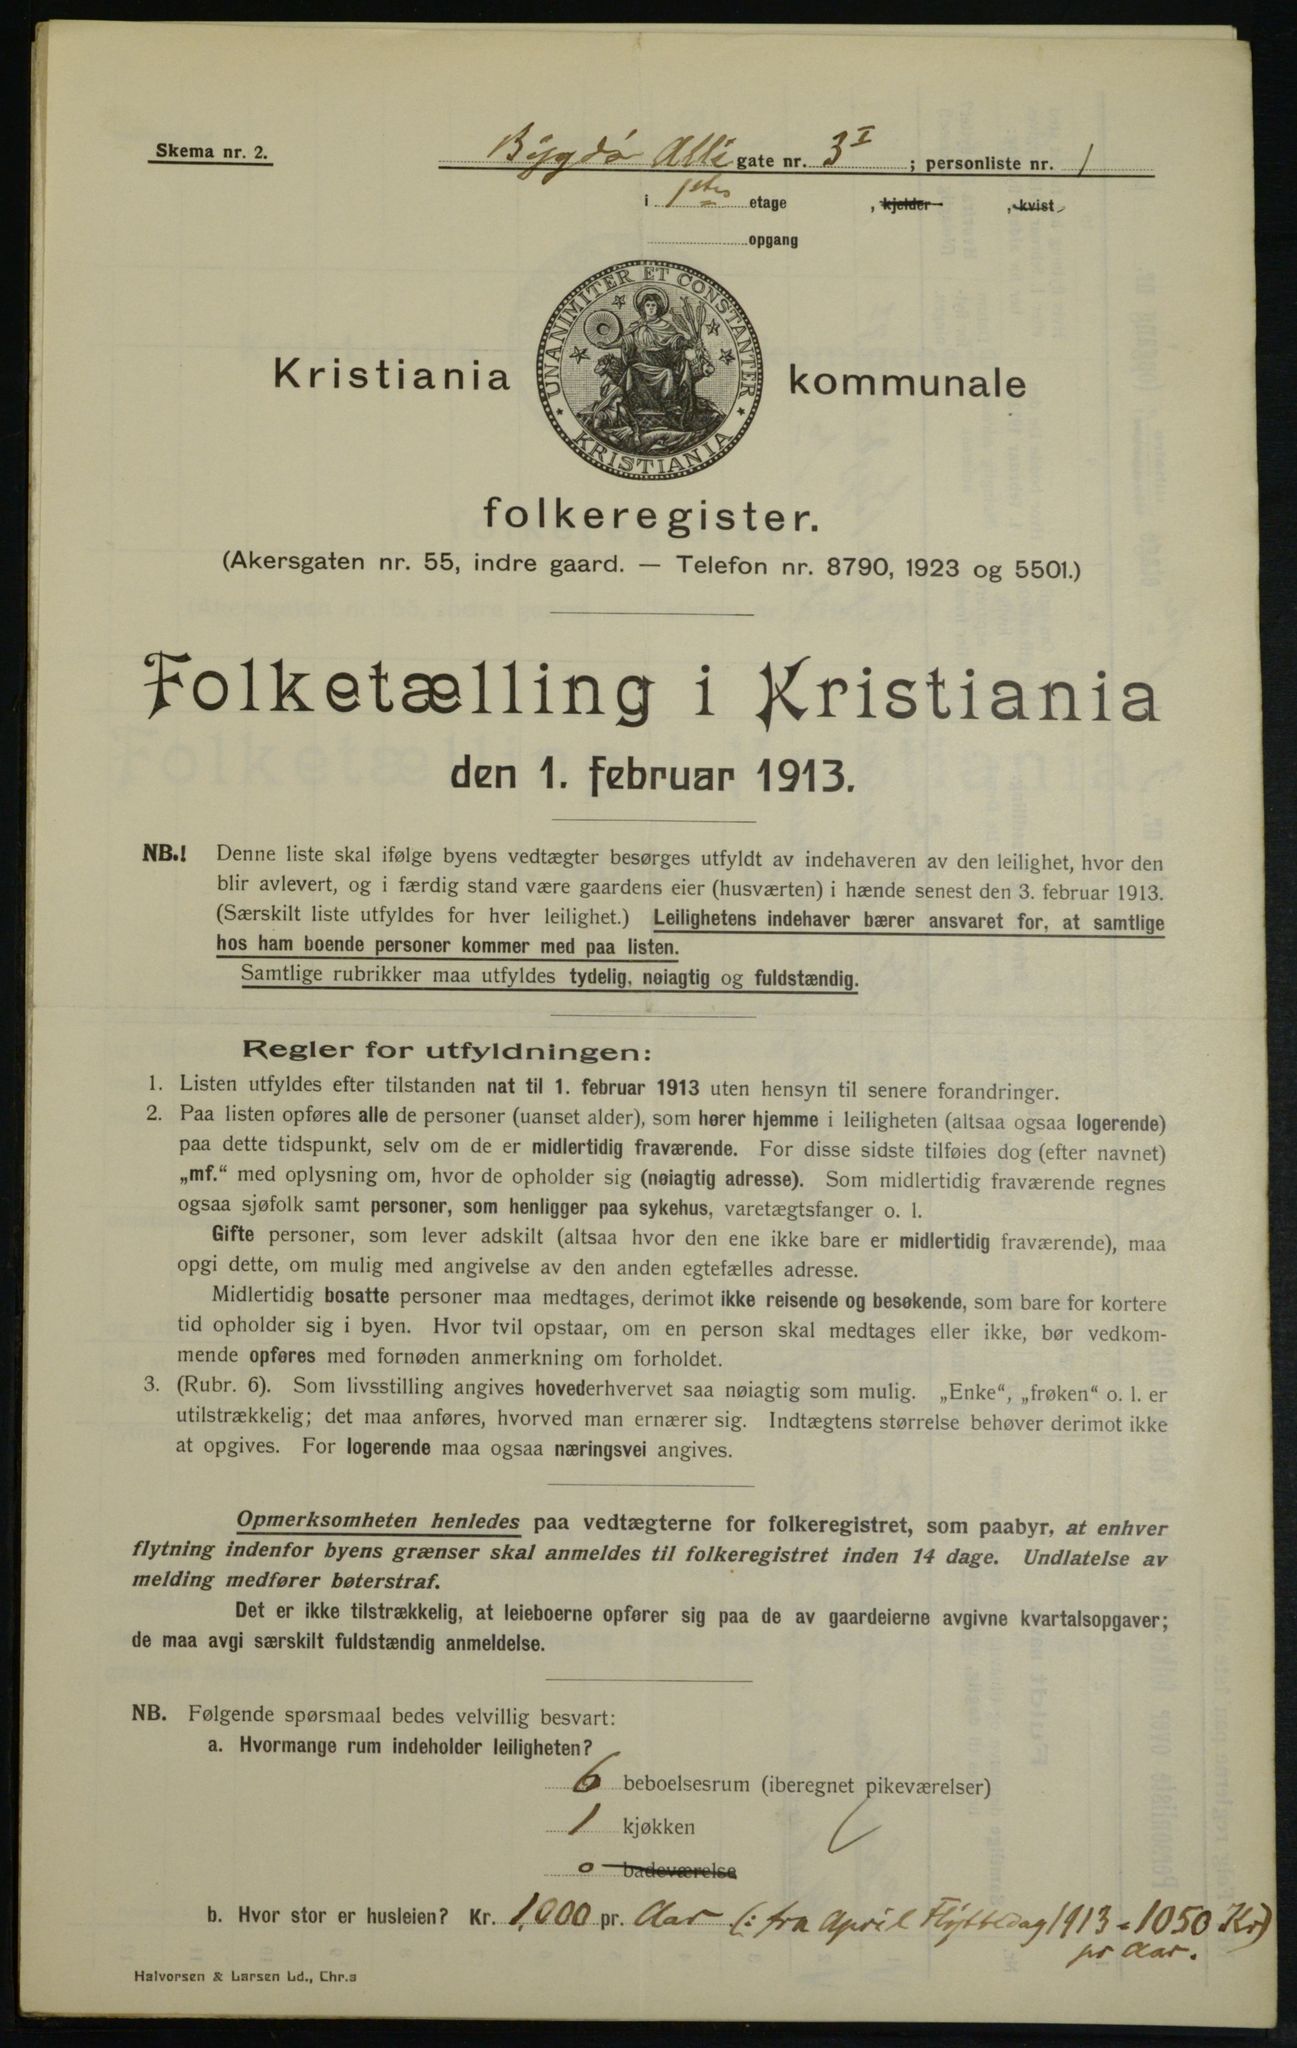 Skema nr. 2.
Bygdø Allé gate nr. 3 I ; personliste nr. 1
i 1ste etage , kjelder , kvist
opgang
UNANIMITER ET CONSTANTER
KRISTIANIA
Kristiania kommunale
folkeregister.
(Akersgaten nr. 55, indre gaard. — Telefon nr. 8790, 1923 og 5501.)
Folketælling i Kristiania
den 1. februar 1913.
NB.! Denne liste skal ifølge byens vedtægter besørges utfyldt av indehaveren av den leilighet, hvor den
blir avlevert, og i færdig stand være gaardens eier (husværten) i hænde senest den 3. februar 1913.
(Særskilt liste utfyldes for hver leilighet.) Leilighetens indehaver bærer ansvaret for, at samtlige
hos ham boende personer kommer med paa listen.
Samtlige rubrikker maa utfyldes tydelig, nøiagtig og fuldstændig.
Regler for utfyldningen:
1. Listen utfyldes efter tilstanden nat til 1. februar 1913 uten hensyn til senere forandringer.
2. Paa listen opføres alle de personer (uanset alder), som hører hjemme i leiligheten (altsaa ogsaa logerende)
paa dette tidspunkt, selv om de er midlertidig fraværende. For disse sidste tilføies dog (efter navnet)
„mf.“ med oplysning om, hvor de opholder sig (nøiagtig adresse). Som midlertidig fraværende regnes
ogsaa sjøfolk samt personer, som henligger paa sykehus, varetægtsfanger o. l.
Gifte personer, som lever adskilt (altsaa hvor den ene ikke bare er midlertidig fraværende), maa
opgi dette, om mulig med angivelse av den anden egtefælles adresse.
Midlertidig bosatte personer maa medtages, derimot ikke reisende og besøkende, som bare for kortere
tid opholder sig i byen. Hvor tvil opstaar, om en person skal medtages eller ikke, bør vedkom-
mende opføres med fornøden anmerkning om forholdet.
3. (Rubr. 6). Som livsstilling angives hovederhvervet saa nøiagtig som mulig. „Enke“, „frøken“ o. l. er
utilstrækkelig; det maa anføres, hvorved man ernærer sig. Indtægtens størrelse behøver derimot ikke
at opgives. For logerende maa ogsaa næringsvei angives.
Opmerksomheten henledes paa vedtægterne for folkeregistret, som paabyr, at enhver
flytning indenfor byens grænser skal anmeldes til folkeregistret inden 14 dage. Undlatelse av
melding medfører bøterstraf.
Det er ikke tilstrækkelig, at leieboerne opfører sig paa de av gaardeierne avgivne kvartalsopgaver;
de maa avgi særskilt fuldstændig anmeldelse.
NB. Følgende spørsmaal bedes velvillig besvart:
a. Hvormange rum indeholder leiligheten?
6 beboelsesrum (iberegnet pikeværelser)
1 kjøkken
0 badeværelse
b. Hvor stor er husleien? Kr. 1,000 pr. Aar (: fra April Flyttedag 1913 = 1050 Kr)
pr Aar.
Halvorsen & Larsen Ld., Chr.a